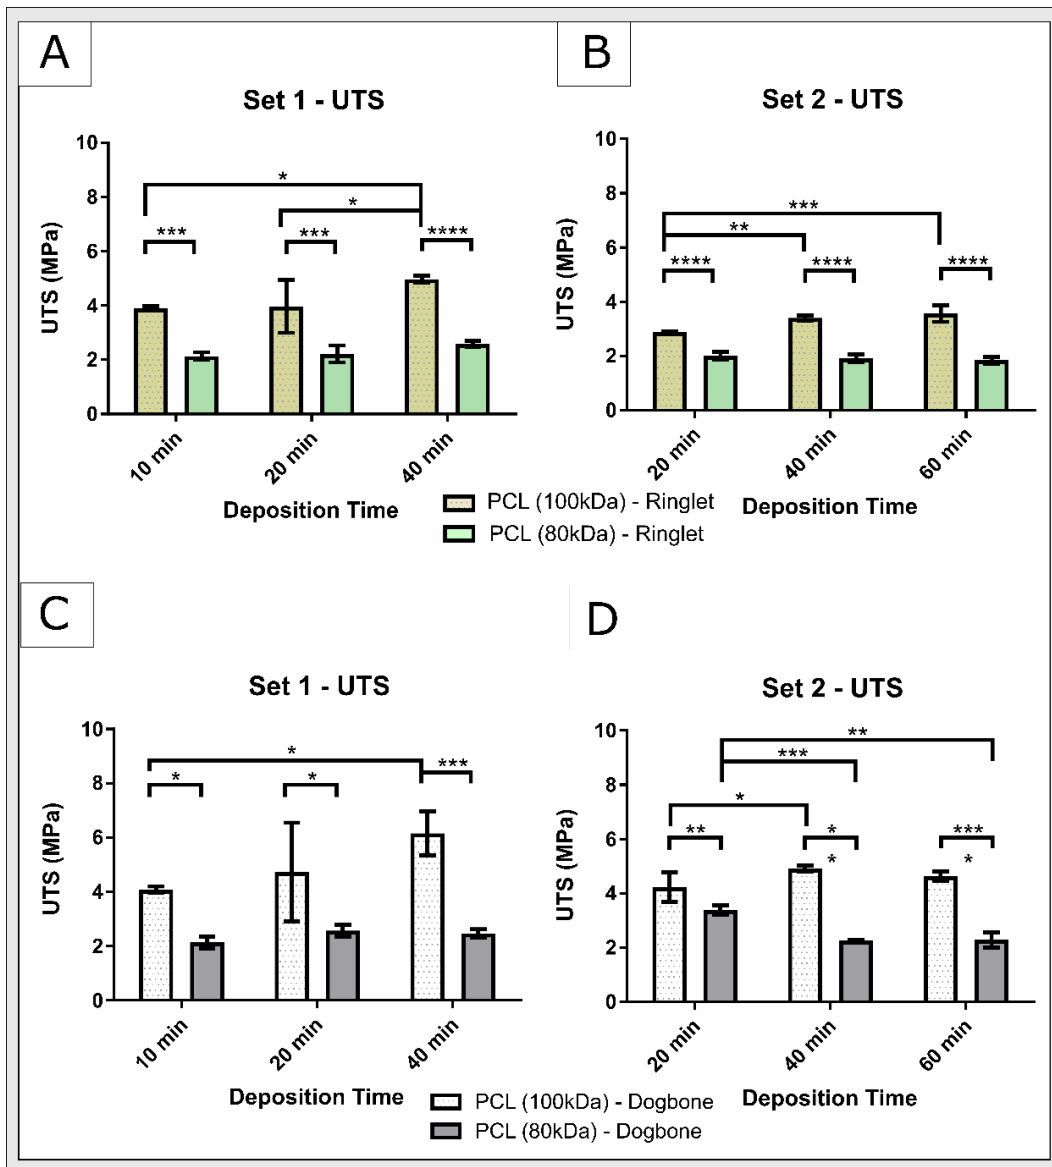 A
Set 1 - UTS
UTS (MPa)
10
8
6
4
2
0
*
*
***
***
****
10 min
20 min
40 min
Deposition Time
B
Set 2 - UTS
UTS (MPa)
10
8
6
4
2
0
***
**
****
****
****
20 min
40 min
60 min
Deposition Time
PCL (100kDa) - Ringlet
PCL (80kDa) - Ringlet
C
Set 1 - UTS
UTS (MPa)
10
8
6
4
2
0
*
***
*
*
10 min
20 min
40 min
Deposition Time
D
Set 2 - UTS
UTS (MPa)
10
8
6
4
2
0
**
***
*
**
*
*
***
*
20 min
40 min
60 min
Deposition Time
PCL (100kDa) - Dogbone
PCL (80kDa) - Dogbone